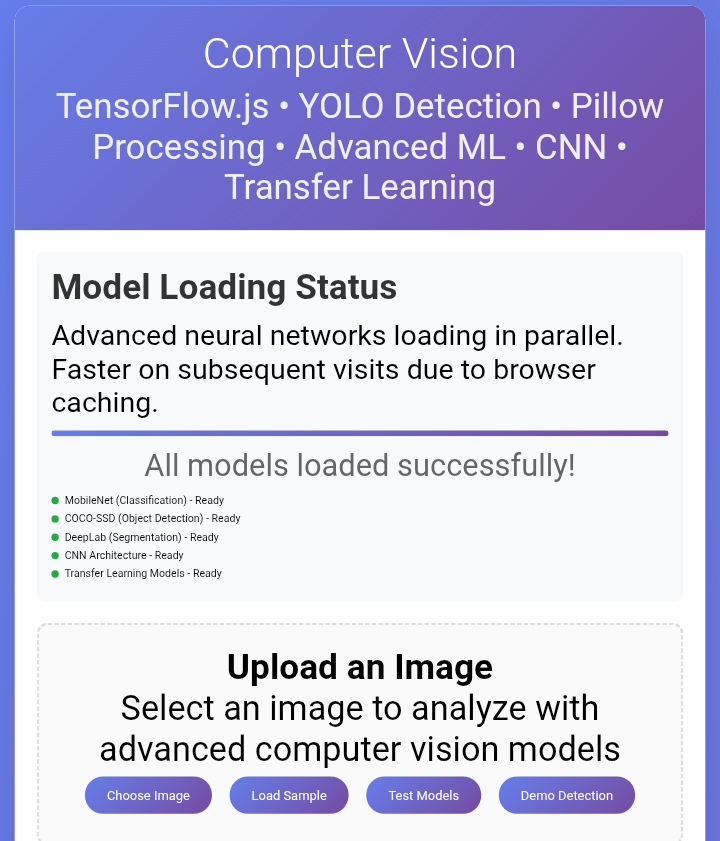 Computer Vision
TensorFlow.js • YOLO Detection • Pillow
Processing • Advanced ML • CNN •
Transfer Learning
Model Loading Status
Advanced neural networks loading in parallel.
Faster on subsequent visits due to browser
caching.
All models loaded successfully!
MobileNet (Classification) - Ready
COCO-SSD (Object Detection) - Ready
DeepLab (Segmentation) - Ready
CNN Architecture - Ready
Transfer Learning Models - Ready
Upload an Image
Select an image to analyze with
advanced computer vision models
Choose Image
Load Sample
Test Models
Demo Detection